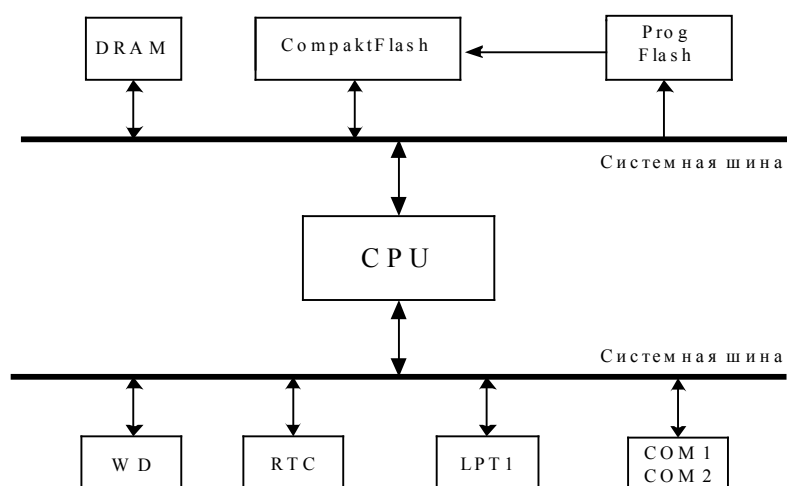 DRAM
CompaktFlash
Prog
Flash
Системная шина
CPU
Системная шина
WD
RTC
LPT1
COM1
COM2